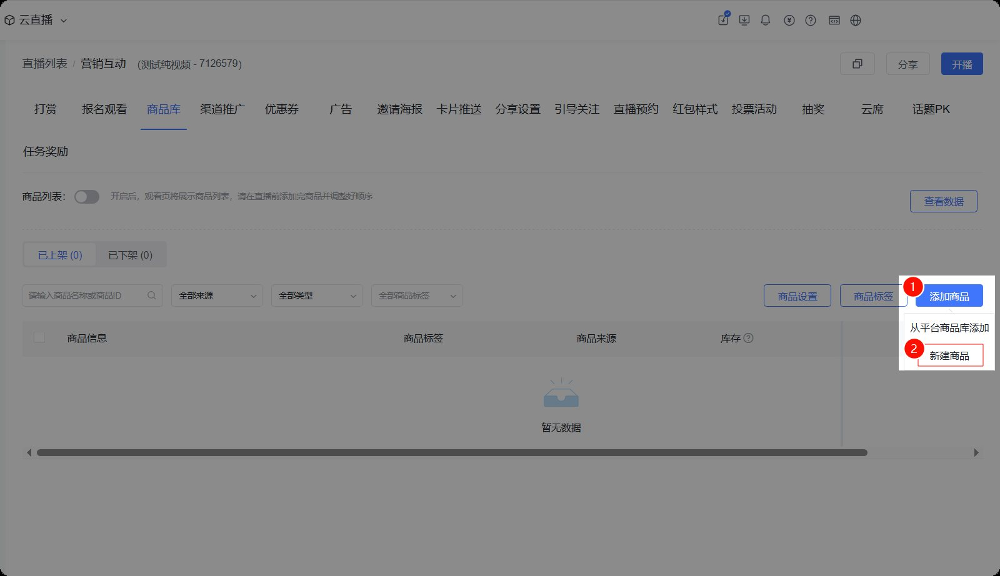 云直播
直播列表 / 营销互动 (测试纯视频 - 7126579)
分享
开播
打赏 报名观看 商品库 渠道推广 优惠券 广告 邀请海报 卡片推送 分享设置 引导关注 直播预约 红包样式 投票活动 抽奖 云席 话题PK
任务奖励
商品列表： 开启后，观看页将展示商品列表，请在直播前添加完商品并调整好顺序
查看数据
已上架 (0) 已下架 (0)
请输入商品名称或商品ID 全部来源 全部类型 全部商品标签 商品设置 商品标签 1 添加商品
从平台商品库添加
2 新建商品
商品信息 商品标签 商品来源 库存
暂无数据